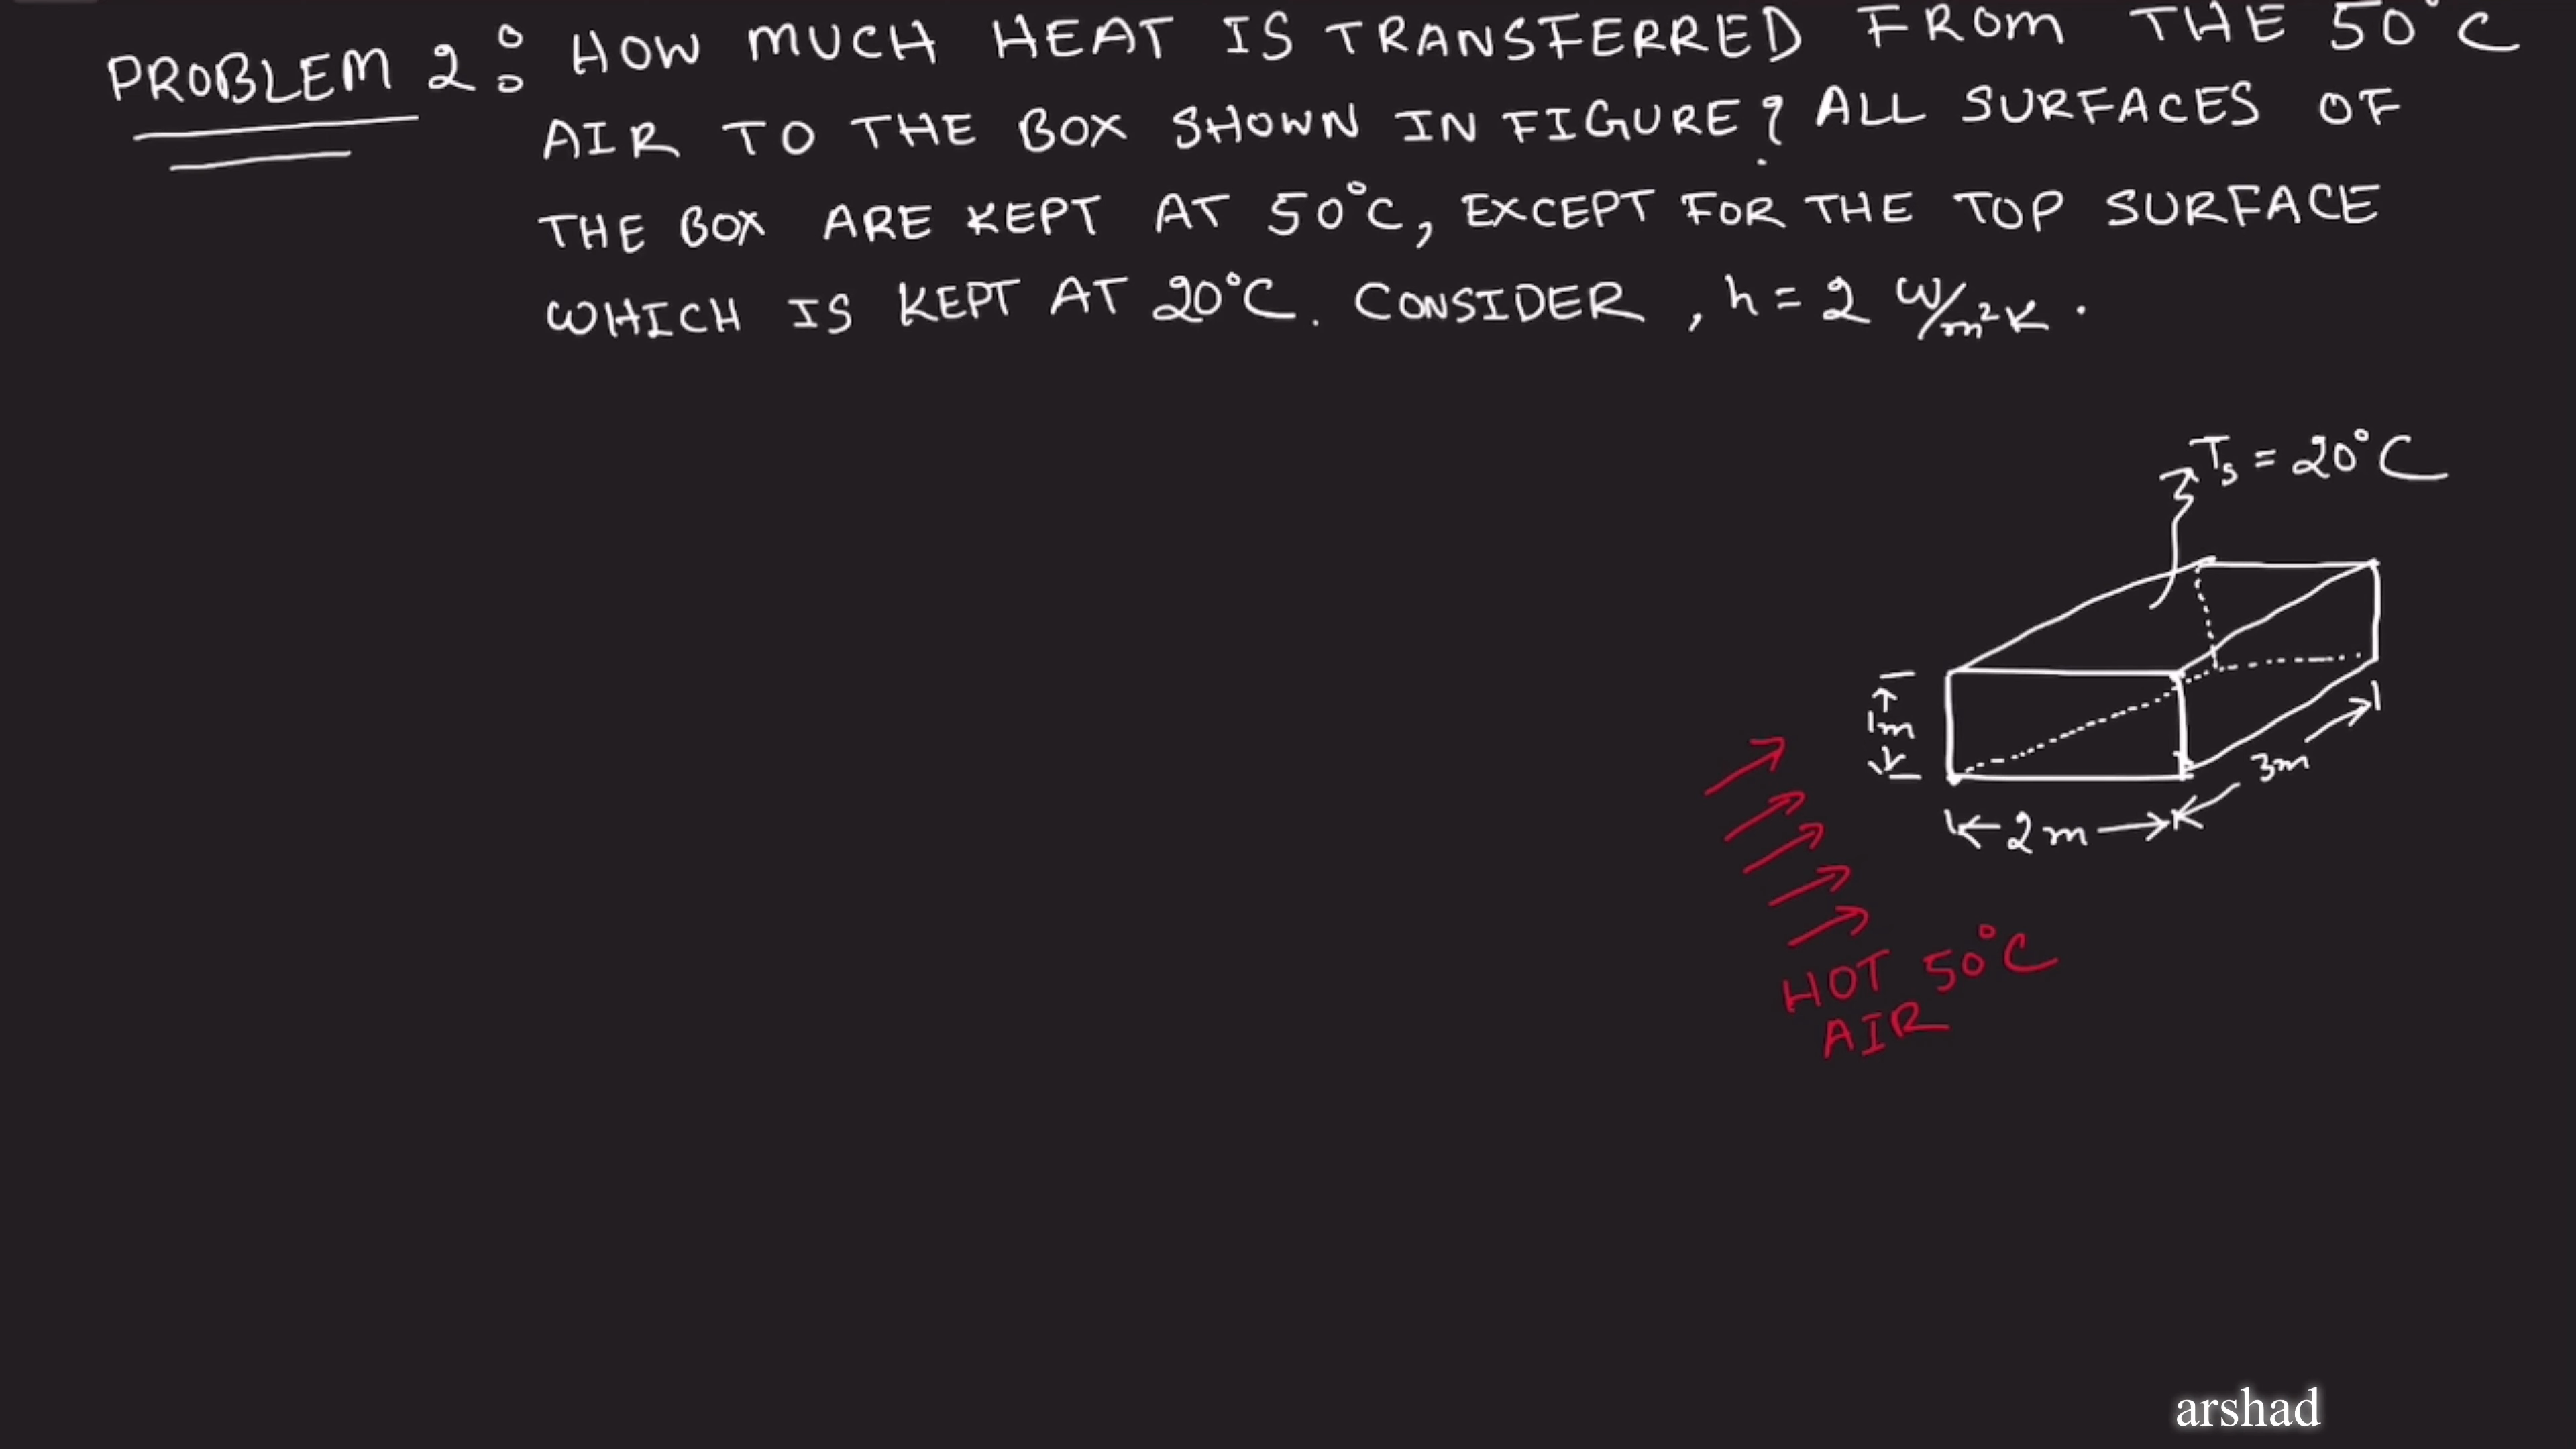 PROBLEM 2: HOW MUCH HEAT IS TRANSFERRED FROM THE 50°C
AIR TO THE BOX SHOWN IN FIGURE? ALL SURFACES OF
THE BOX ARE KEPT AT 50°C, EXCEPT FOR THE TOP SURFACE
WHICH IS KEPT AT 20°C. CONSIDER, h = 2 W/m²K.
Ts = 20°C
1m
3m
2m
HOT 50°C
AIR
arshad